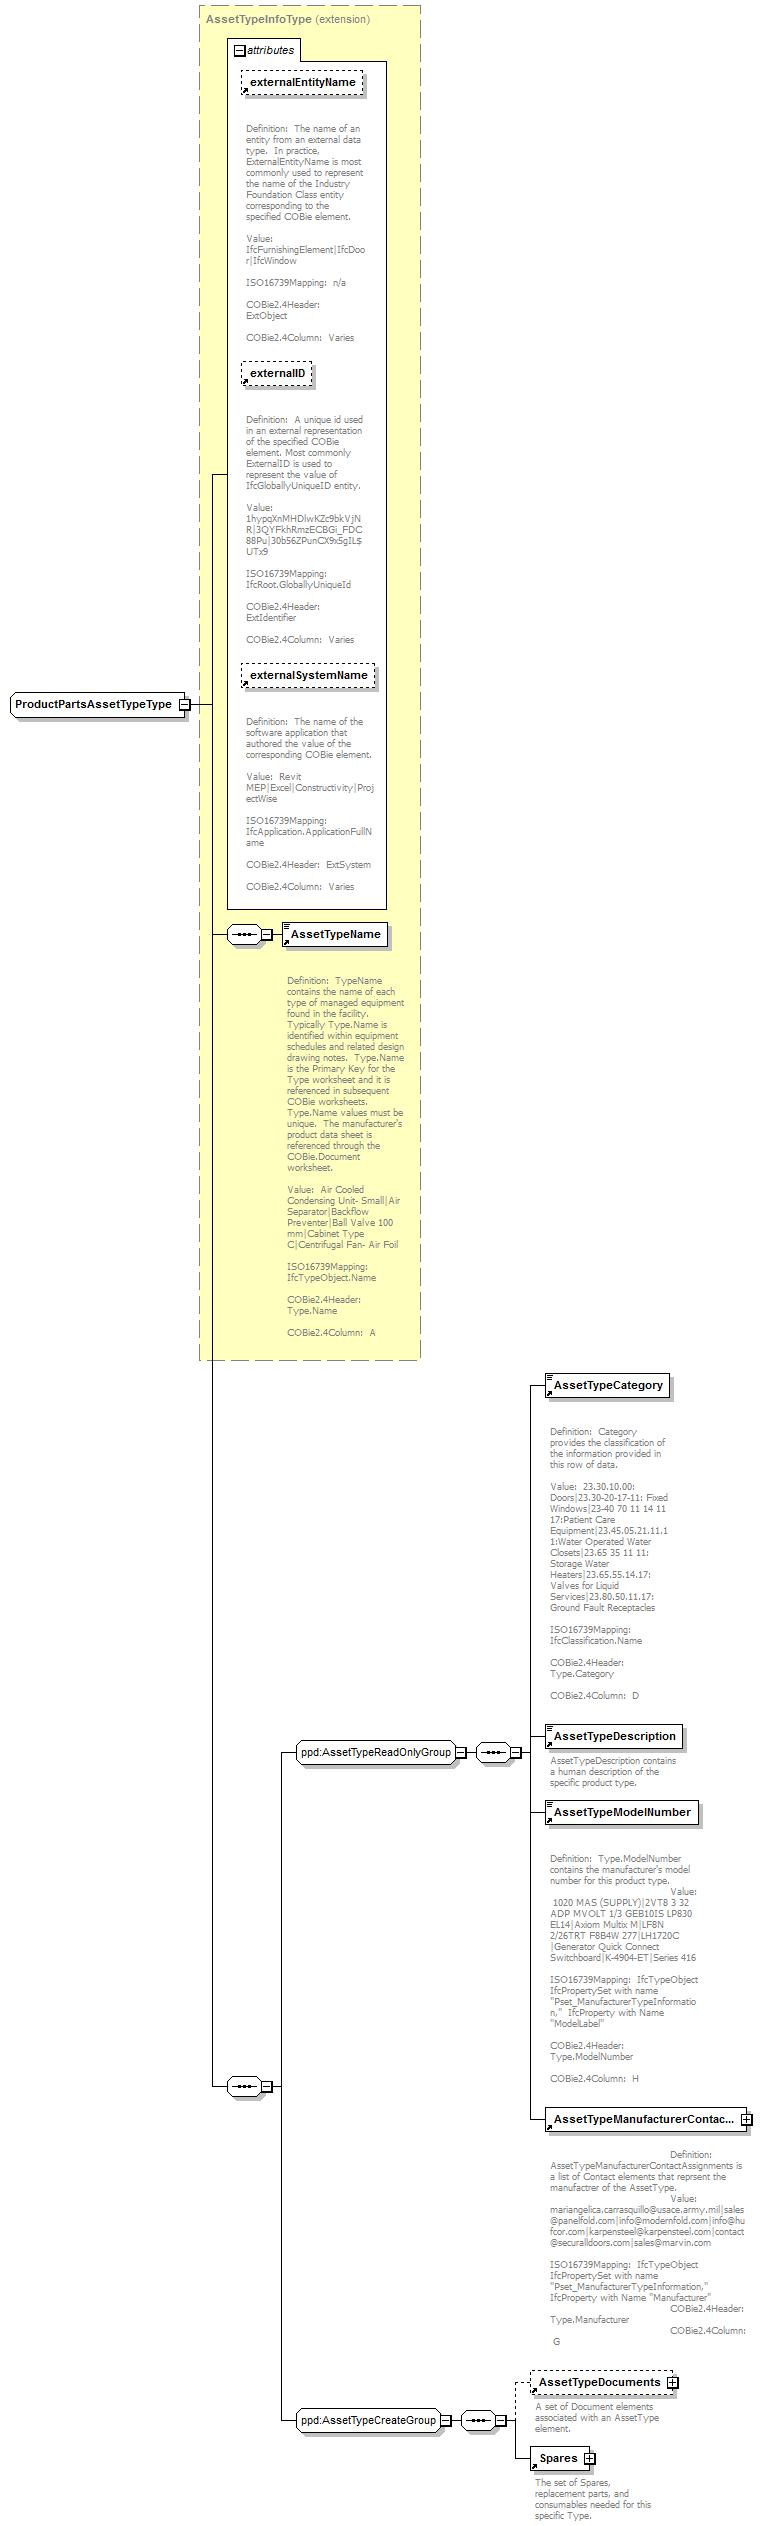 AssetTypeInfoType (extension)
attributes
externalEntityName
Definition:  The name of an
entity from an external data
type.  In practice,
ExternalEntityName is most
commonly used to represent
the name of the Industry
Foundation Class entity
corresponding to the
specified COBie element.
Value:
IfcFurnishingElement|IfcDoo
r|IfcWindow
ISO16739Mapping:  n/a
COBie2.4Header:
ExtObject
COBie2.4Column:  Varies
externalID
Definition:  A unique id used
in an external representation
of the specified COBie
element. Most commonly
ExternalID is used to
represent the value of
IfcGloballyUniqueID entity.
Value:
1hypqXnMHDlwKZc9bkVjN
R|3QYFkhRmzECBGi_FDC
88Pu|30b56ZPunCX9x5gIL$
UTx9
ISO16739Mapping:
IfcRoot.GloballyUniqueId
COBie2.4Header:
ExtIdentifier
COBie2.4Column:  Varies
externalSystemName
Definition:  The name of the
software application that
authored the value of the
corresponding COBie element.
Value:  Revit
MEP|Excel|Constructivity|Proj
ectWise
ISO16739Mapping:
IfcApplication.ApplicationFullN
ame
COBie2.4Header:  ExtSystem
COBie2.4Column:  Varies
ProductPartsAssetTypeType
AssetTypeName
Definition:  TypeName
contains the name of each
type of managed equipment
found in the facility.
Typically Type.Name is
identified within equipment
schedules and related design
drawing notes.  Type.Name
is the Primary Key for the
Type worksheet and it is
referenced in subsequent
COBie worksheets.
Type.Name values must be
unique.  The manufacturer's
product data sheet is
referenced through the
COBie.Document
worksheet.
Value:  Air Cooled
Condensing Unit- Small|Air
Separator|Backflow
Preventer|Ball Valve 100
mm|Cabinet Type
C|Centrifugal Fan- Air Foil
ISO16739Mapping:
IfcTypeObject.Name
COBie2.4Header:
Type.Name
COBie2.4Column:  A
AssetTypeCategory
Definition:  Category
provides the classification of
the information provided in
this row of data.
Value:  23.30.10.00:
Doors|23.30-20-17-11: Fixed
Windows|23-40 70 11 14 11
17:Patient Care
Equipment|23.45.05.21.11.1
1:Water Operated Water
Closets|23.65 35 11 11:
Storage Water
Heaters|23.65.55.14.17:
Valves for Liquid
Services|23.80.50.11.17:
Ground Fault Receptacles
ISO16739Mapping:
IfcClassification.Name
COBie2.4Header:
Type.Category
COBie2.4Column:  D
ppd:AssetTypeReadOnlyGroup
AssetTypeDescription
AssetTypeDescription contains
a human description of the
specific product type.
AssetTypeModelNumber
Definition:  Type.ModelNumber
contains the manufacturer's model
number for this product type.
Value:
1020 MAS (SUPPLY)|2VT8 3 32
ADP MVOLT 1/3 GEB10IS LP830
EL14|Axiom Multix M|LF8N
2/26TRT F8B4W 277|LH1720C
|Generator Quick Connect
Switchboard|K-4904-ET|Series 416
ISO16739Mapping:  IfcTypeObject
IfcPropertySet with name
"Pset_ManufacturerTypeInformatio
n,"  IfcProperty with Name
"ModelLabel"
COBie2.4Header:
Type.ModelNumber
COBie2.4Column:  H
AssetTypeManufacturerContac...
Definition:
AssetTypeManufacturerContactAssignments is
a list of Contact elements that reprsent the
manufactrer of the AssetType.
Value:
mariangelica.carrasquillo@usace.army.mil|sales
@panelfold.com|info@modernfold.com|info@hu
fcor.com|karpensteel@karpensteel.com|contact
@securalldoors.com|sales@marvin.com
ISO16739Mapping:  IfcTypeObject
IfcPropertySet with name
"Pset_ManufacturerTypeInformation,"
IfcProperty with Name "Manufacturer"
COBie2.4Header:
Type.Manufacturer
COBie2.4Column:
G
ppd:AssetTypeCreateGroup
AssetTypeDocuments
A set of Document elements
associated with an AssetType
element.
Spares
The set of Spares,
replacement parts, and
consumables needed for this
specific Type.